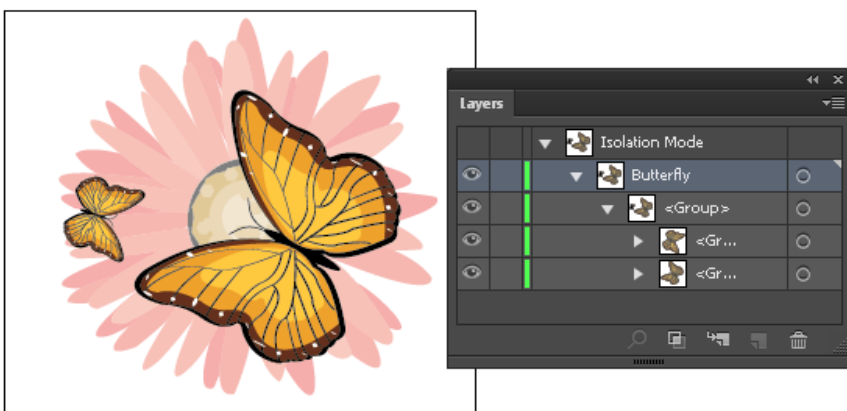 Layers
Isolation Mode
Butterfly
<Group>
<Gr...
<Gr...